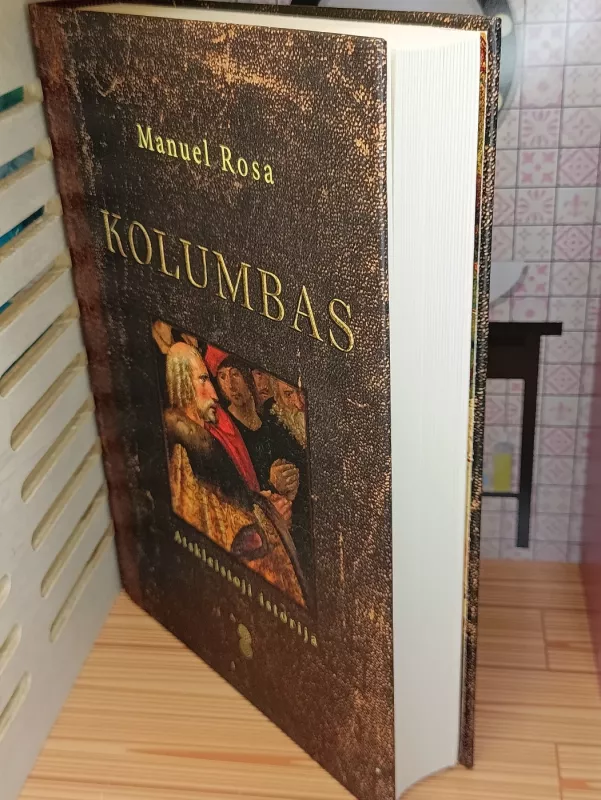 Manuel Rosa
KOLUMBAS
Atskleistoji istorija